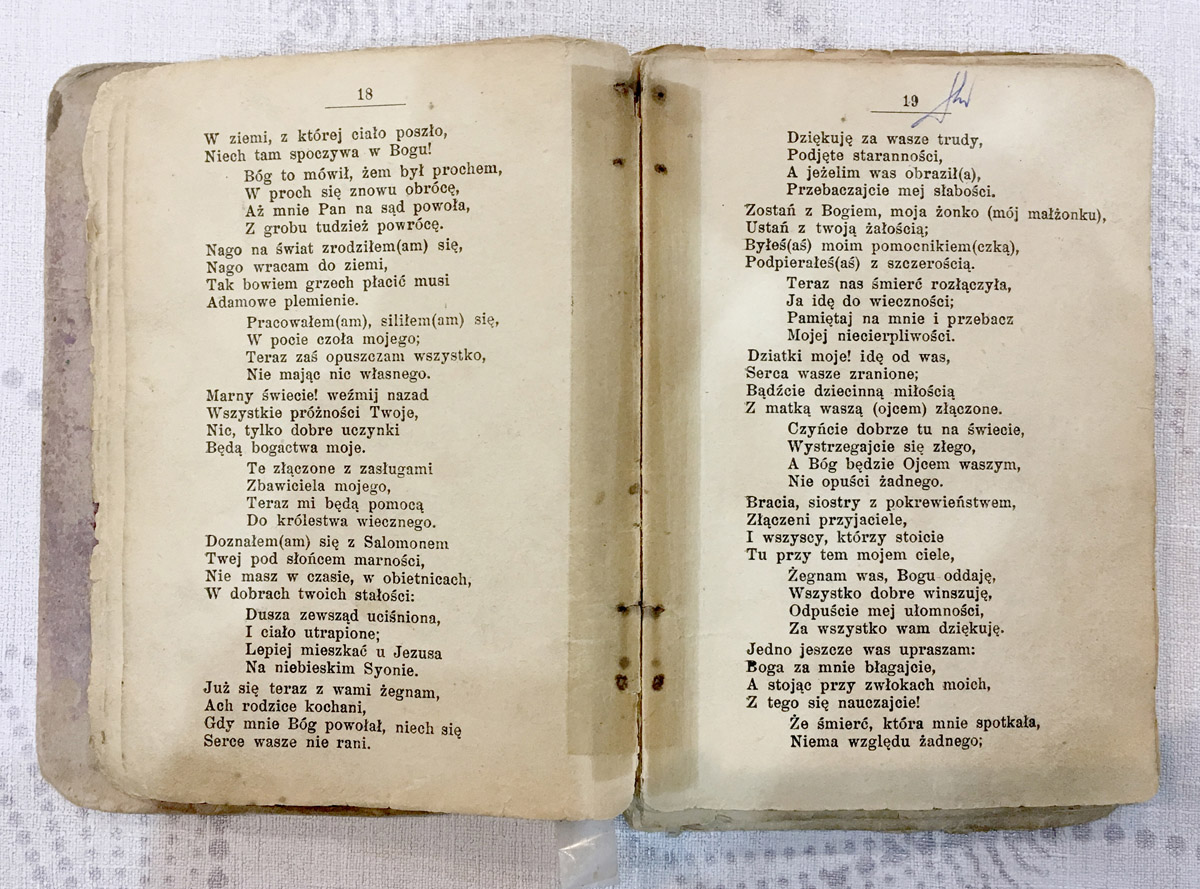 18
W ziemi, z której ciało poszło,
Niech tam spoczywa w Bogu!
Bóg to mówił, żem był prochem,
W proch się znowu obrócę,
Aż mnie Pan na sąd powoła,
Z grobu tudzież powrócę.
Nago na świat zrodziłem(am) się,
Nago wracam do ziemi,
Tak bowiem grzech płacić musi
Adamowe plemienie.
Pracowałem(am), siliłem(am) się,
W pocie czoła mojego;
Teraz zaś opuszczam wszystko,
Nie mając nic własnego.
Marny świecie! weźmij nazad
Wszystkie próżności Twoje,
Nic, tylko dobre uczynki
Będą bogactwa moje.
Te złączone z zasługami
Zbawiciela mojego,
Teraz mi będą pomocą
Do królestwa wiecznego.
Doznałem(am) się z Salomonem
Twej pod słońcem marności,
Nie masz w czasie, w obietnicach,
W dobrach twoich stałości:
Dusza zewsząd uciśniona,
I ciało utrapione;
Lepiej mieszkać u Jezusa
Na niebieskim Syonie.
Już się teraz z wami żegnam,
Ach rodzice kochani,
Gdy mnie Bóg powołał, niech się
Serce wasze nie rani.
19
Dziękuję za wasze trudy,
Podjęte staranności,
A jeżelim was obraził(a),
Przebaczajcie mej słabości.
Zostań z Bogiem, moja żonko (mój małżonku),
Ustań z twoją żałością;
Byłeś(aś) moim pomocnikiem(czką),
Podpierałeś(aś) z szczerością.
Teraz nas śmierć rozłączyła,
Ja idę do wieczności;
Pamiętaj na mnie i przebacz
Mojej niecierpliwości.
Dziatki moje! idę od was,
Serca wasze zranione;
Bądźcie dziecinną miłością
Z matką waszą (ojcem) złączone.
Czyńcie dobrze tu na świecie,
Wystrzegajcie się złego,
A Bóg będzie Ojcem waszym,
Nie opuści żadnego.
Bracia, siostry z pokrewieństwem,
Złączeni przyjaciele,
I wszyscy, którzy stoicie
Tu przy tem mojem ciele,
Żegnam was, Bogu oddaję,
Wszystko dobre winszuję,
Odpuście mej ułomności,
Za wszystko wam dziękuję.
Jedno jeszcze was upraszam:
Boga za mnie błagajcie,
A stojąc przy zwłokach moich,
Z tego się nauczajcie!
Że śmierć, która mnie spotkała,
Niema względu żadnego;